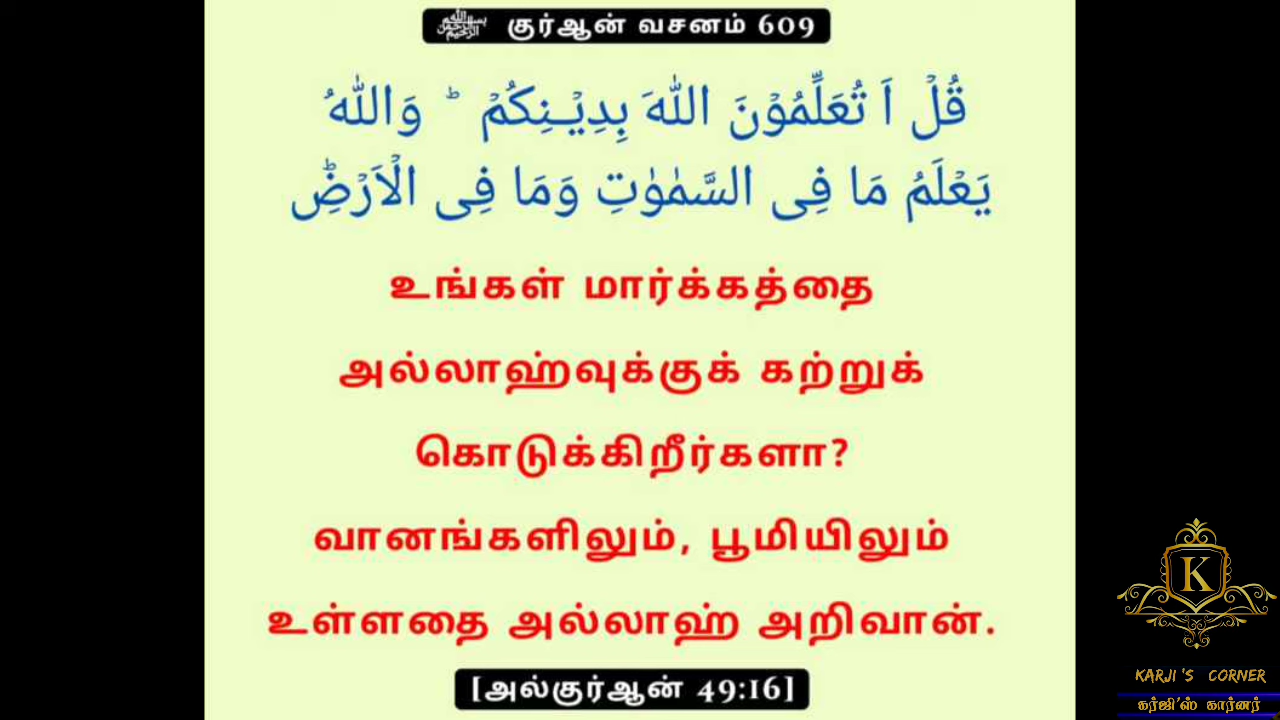 ﷽ குர்ஆன் வசனம் 609
قُلۡ اَ تُعَلِّمُوۡنَ اللّٰهَ بِدِيۡـنِكُمۡ ؕ وَاللّٰهُ
يَعۡلَمُ مَا فِى السَّمٰوٰتِ وَمَا فِى الۡاَرۡضِ‌ؕ
உங்கள் மார்க்கத்தை
அல்லாஹ்வுக்குக் கற்றுக்
கொடுக்கிறீர்களா?
வானங்களிலும், பூமியிலும்
உள்ளதை அல்லாஹ் அறிவான்.
[அல்குர்ஆன் 49:16]
K
KARJI'S CORNER
கர்ஜி'ஸ் கார்னர்